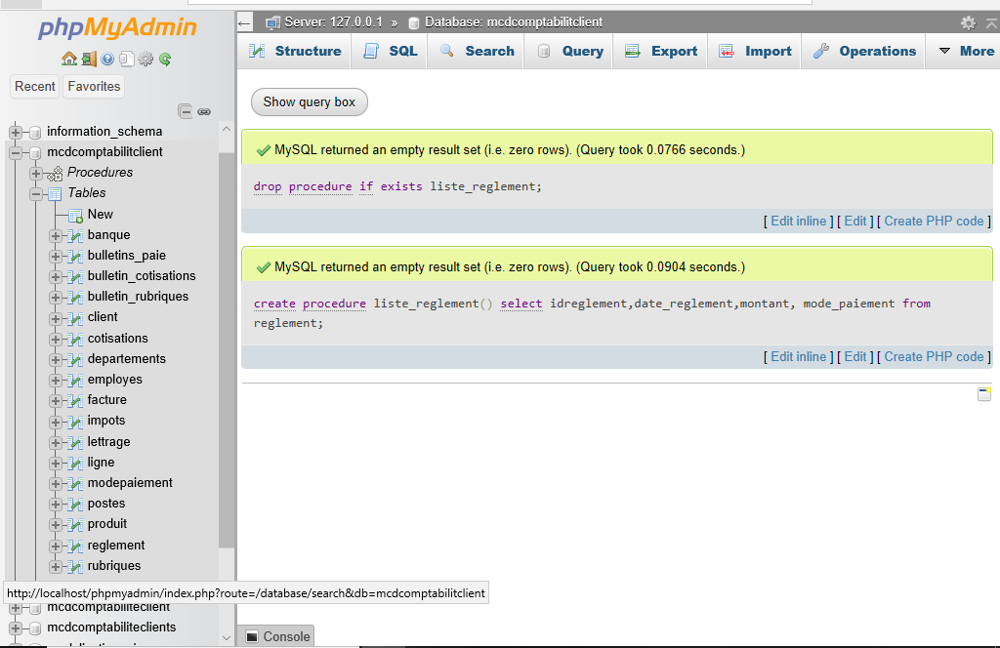 phpMyAdmin
Recent
Favorites
information_schema
mcdcomptabilitclient
Procedures
Tables
New
banque
bulletins_paie
bulletin_cotisations
bulletin_rubriques
client
cotisations
departements
employes
facture
impots
lettrage
ligne
modepaiement
postes
produit
reglement
rubriques
http://localhost/phpmyadmin/index.php?route=/database/search&db=mcdcomptabilitclient
mcdcomptabiliteclient
mcdcomptabiliteclients
Server: 127.0.0.1 » Database: mcdcomptabilitclient
Structure SQL Search Query Export Import Operations More
Show query box
MySQL returned an empty result set (i.e. zero rows). (Query took 0.0766 seconds.)
drop procedure if exists liste_reglement;
[ Edit inline ] [ Edit ] [ Create PHP code ]
MySQL returned an empty result set (i.e. zero rows). (Query took 0.0904 seconds.)
create procedure liste_reglement() select idreglement,date_reglement,montant, mode_paiement from
reglement;
[ Edit inline ] [ Edit ] [ Create PHP code ]
Console